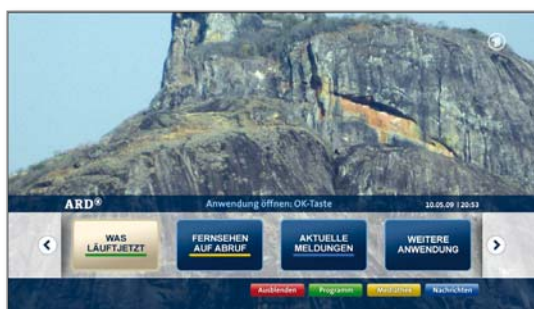 ARD
Anwendung öffnen: OK-Taste
10.05.09 | 20:53
WAS
LÄUFTJETZT
FERNSEHEN
AUF ABRUF
AKTUELLE
MELDUNGEN
WEITERE
ANWENDUNG
Ausblenden
Programm
Mediathek
Nachrichten